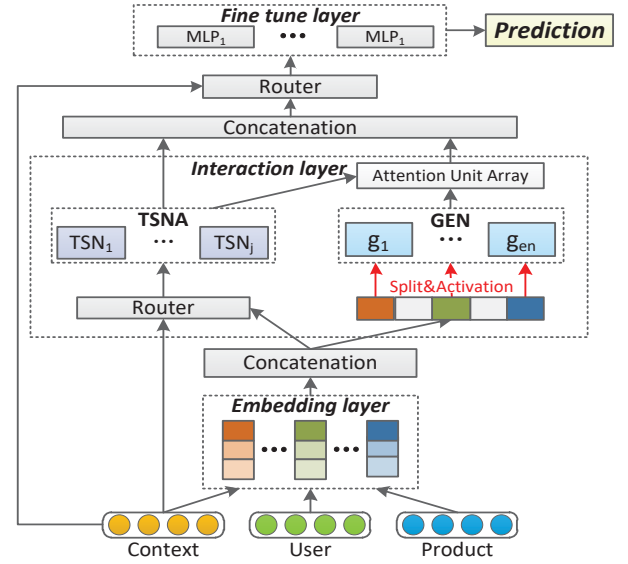 Fine tune layer
MLP1 ... MLP1
Prediction
Router
Concatenation
Interaction layer
Attention Unit Array
TSNA
TSN1 ... TSNj
GEN
g1 ... gen
Split&Activation
Router
Concatenation
Embedding layer
... ...
Context
User
Product